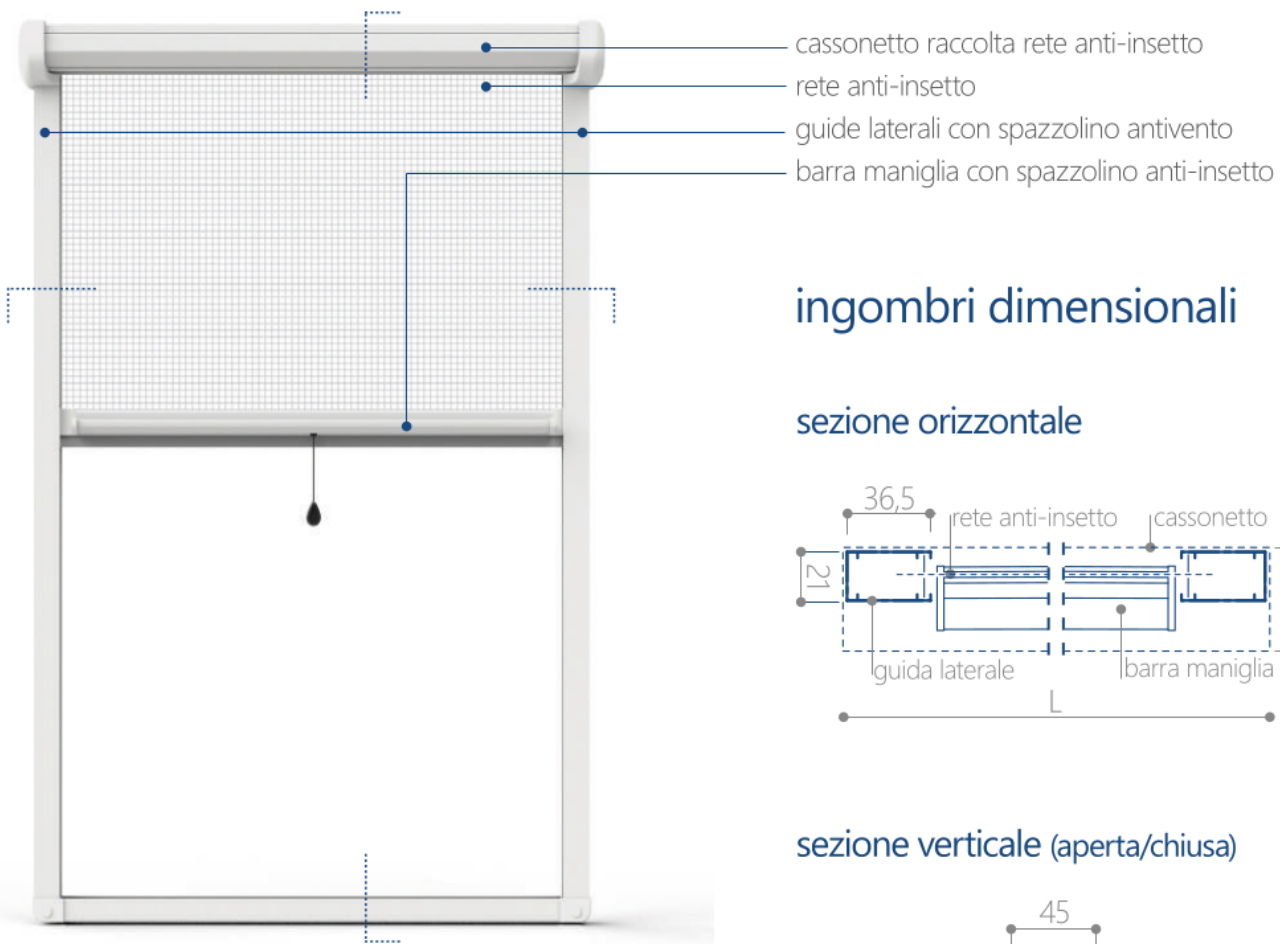 cassonetto raccolta rete anti-insetto
rete anti-insetto
guide laterali con spazzolino antivento
barra maniglia con spazzolino anti-insetto
ingombri dimensionali
sezione orizzontale
36,5
rete anti-insetto
cassonetto
21
guida laterale
barra maniglia
L
sezione verticale (aperta/chiusa)
45